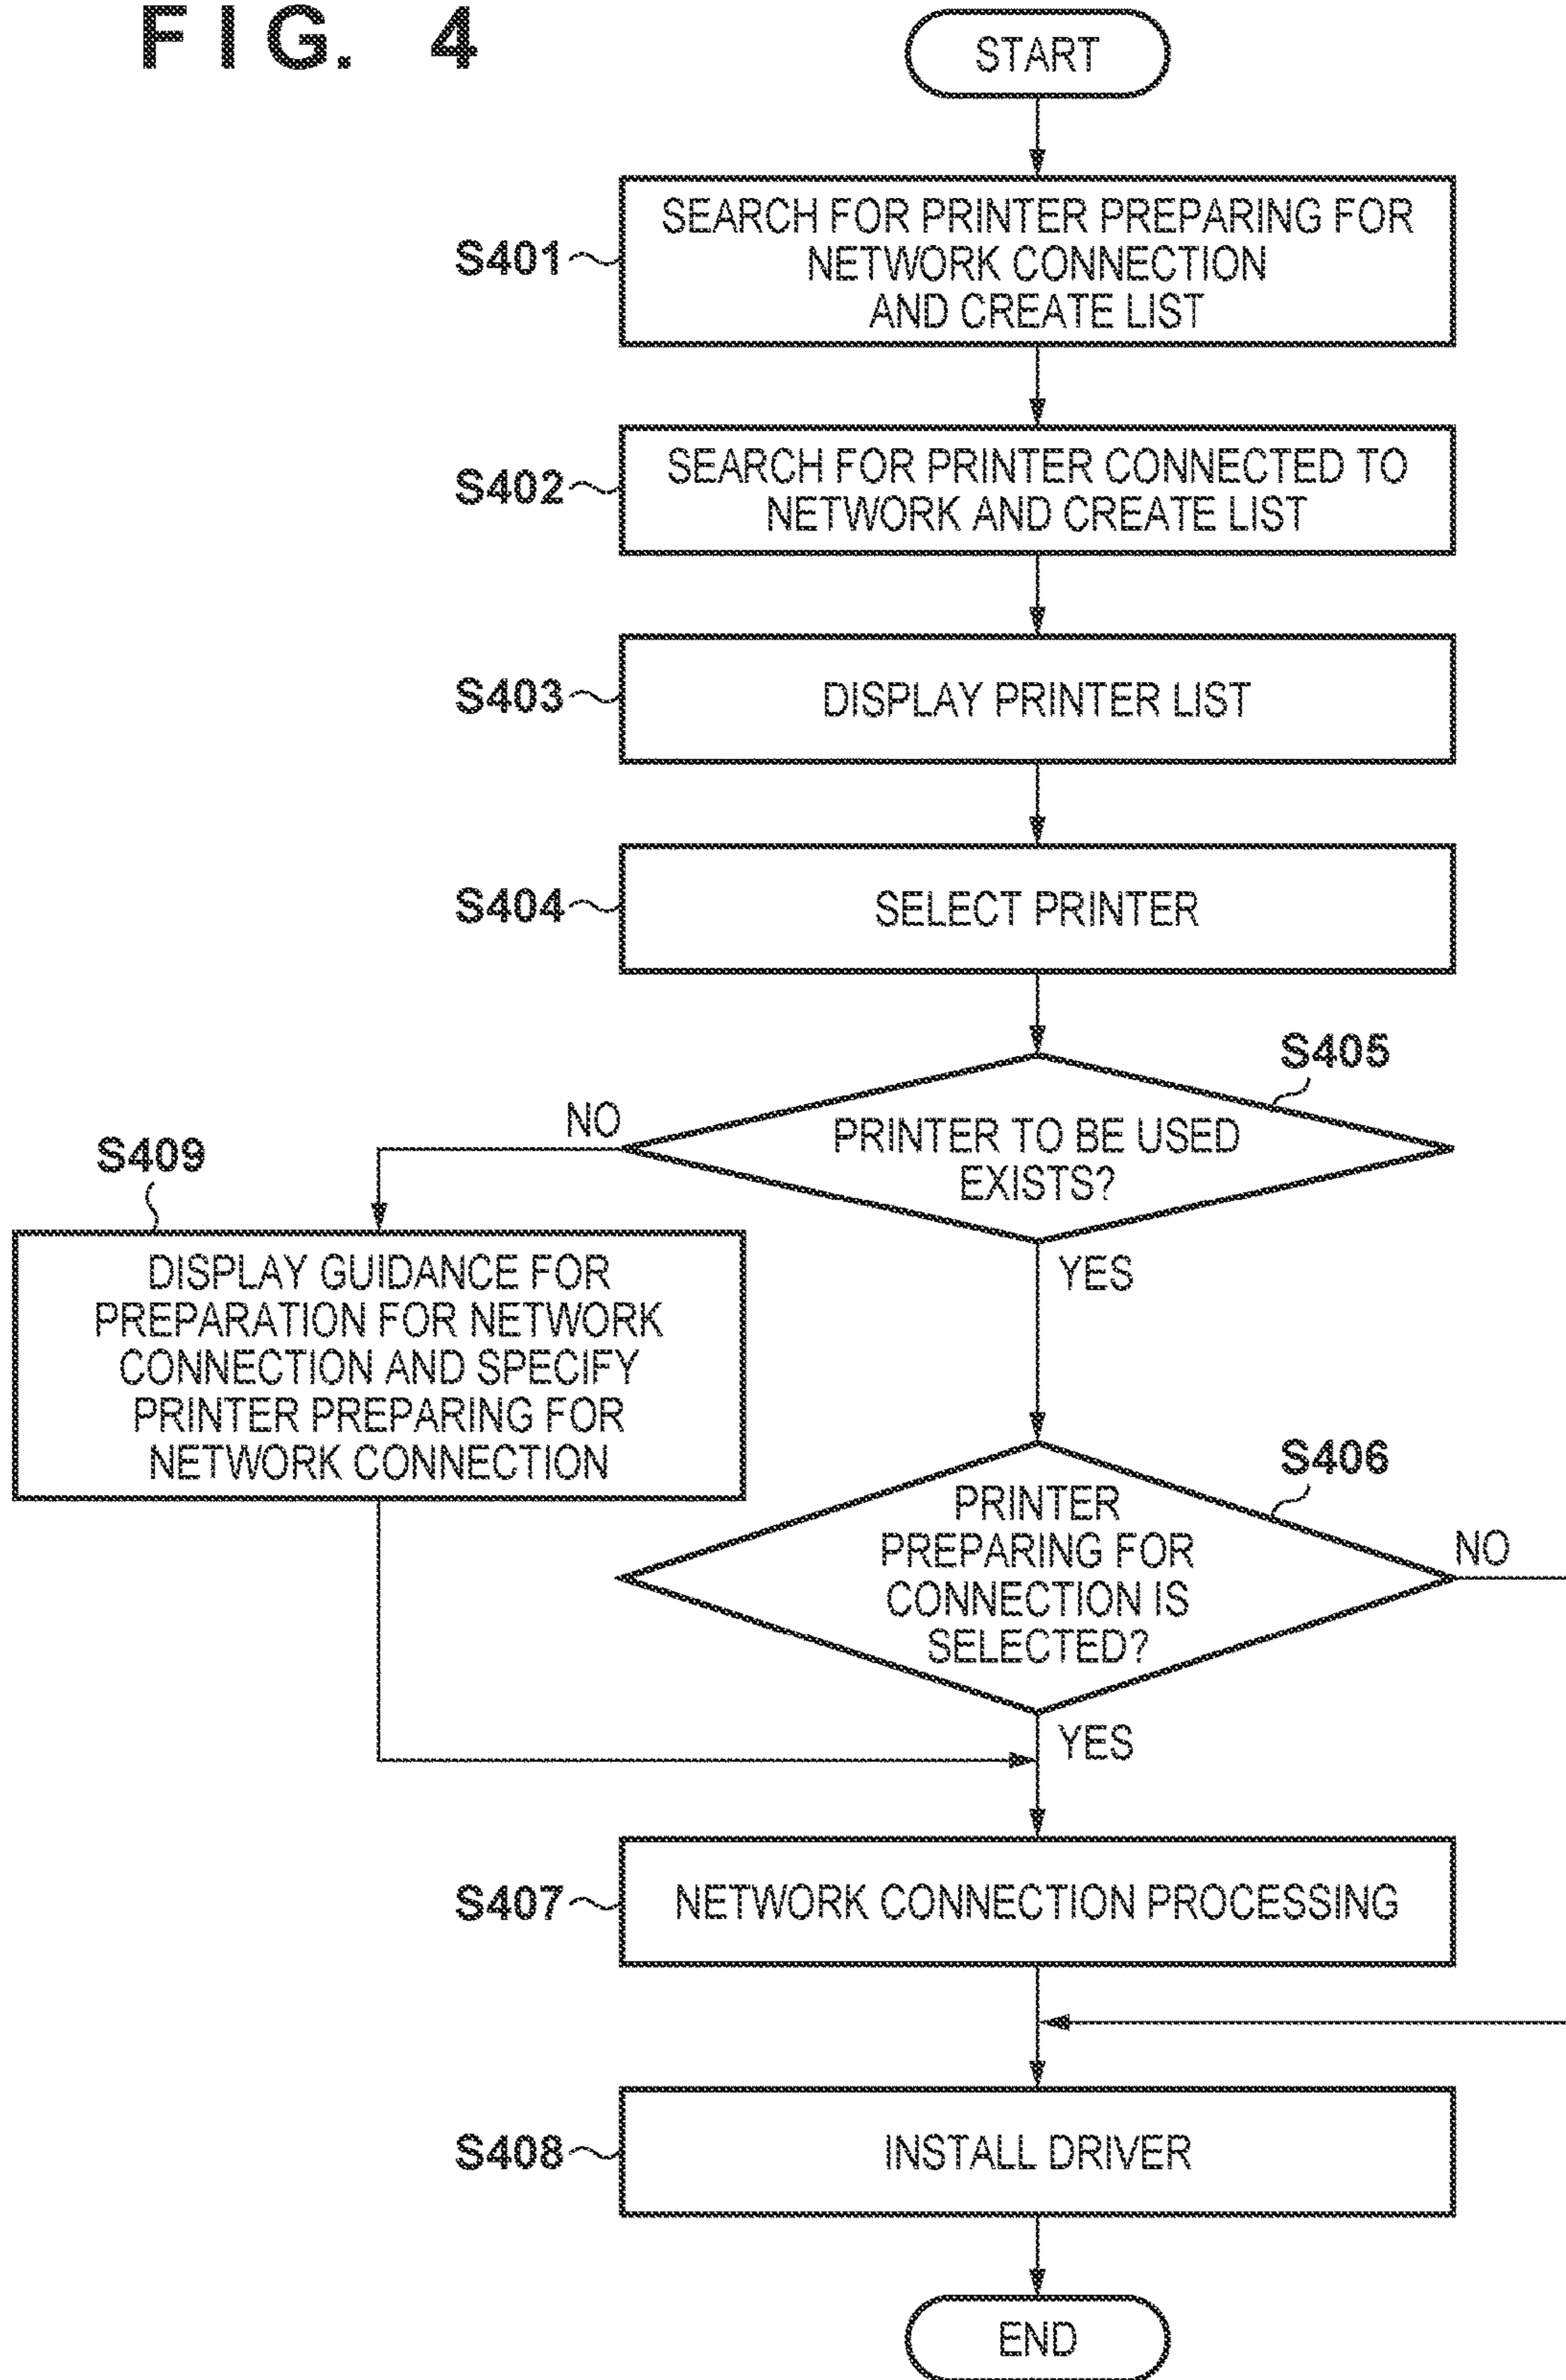 FIG. 4
START
S401
SEARCH FOR PRINTER PREPARING FOR
NETWORK CONNECTION
AND CREATE LIST
S402
SEARCH FOR PRINTER CONNECTED TO
NETWORK AND CREATE LIST
S403
DISPLAY PRINTER LIST
S404
SELECT PRINTER
S405
PRINTER TO BE USED
EXISTS?
NO
YES
S409
DISPLAY GUIDANCE FOR
PREPARATION FOR NETWORK
CONNECTION AND SPECIFY
PRINTER PREPARING FOR
NETWORK CONNECTION
S406
PRINTER
PREPARING FOR
CONNECTION IS
SELECTED?
NO
YES
S407
NETWORK CONNECTION PROCESSING
S408
INSTALL DRIVER
END